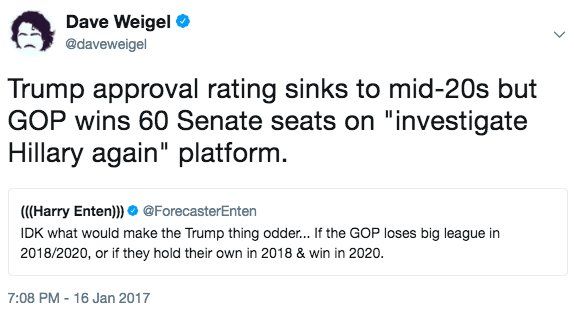 Dave Weigel
@daveweigel
Trump approval rating sinks to mid-20s but
GOP wins 60 Senate seats on "investigate
Hillary again" platform.
(((Harry Enten))) @ForecasterEnten
IDK what would make the Trump thing odder... If the GOP loses big league in
2018/2020, or if they hold their own in 2018 & win in 2020.
7:08 PM - 16 Jan 2017